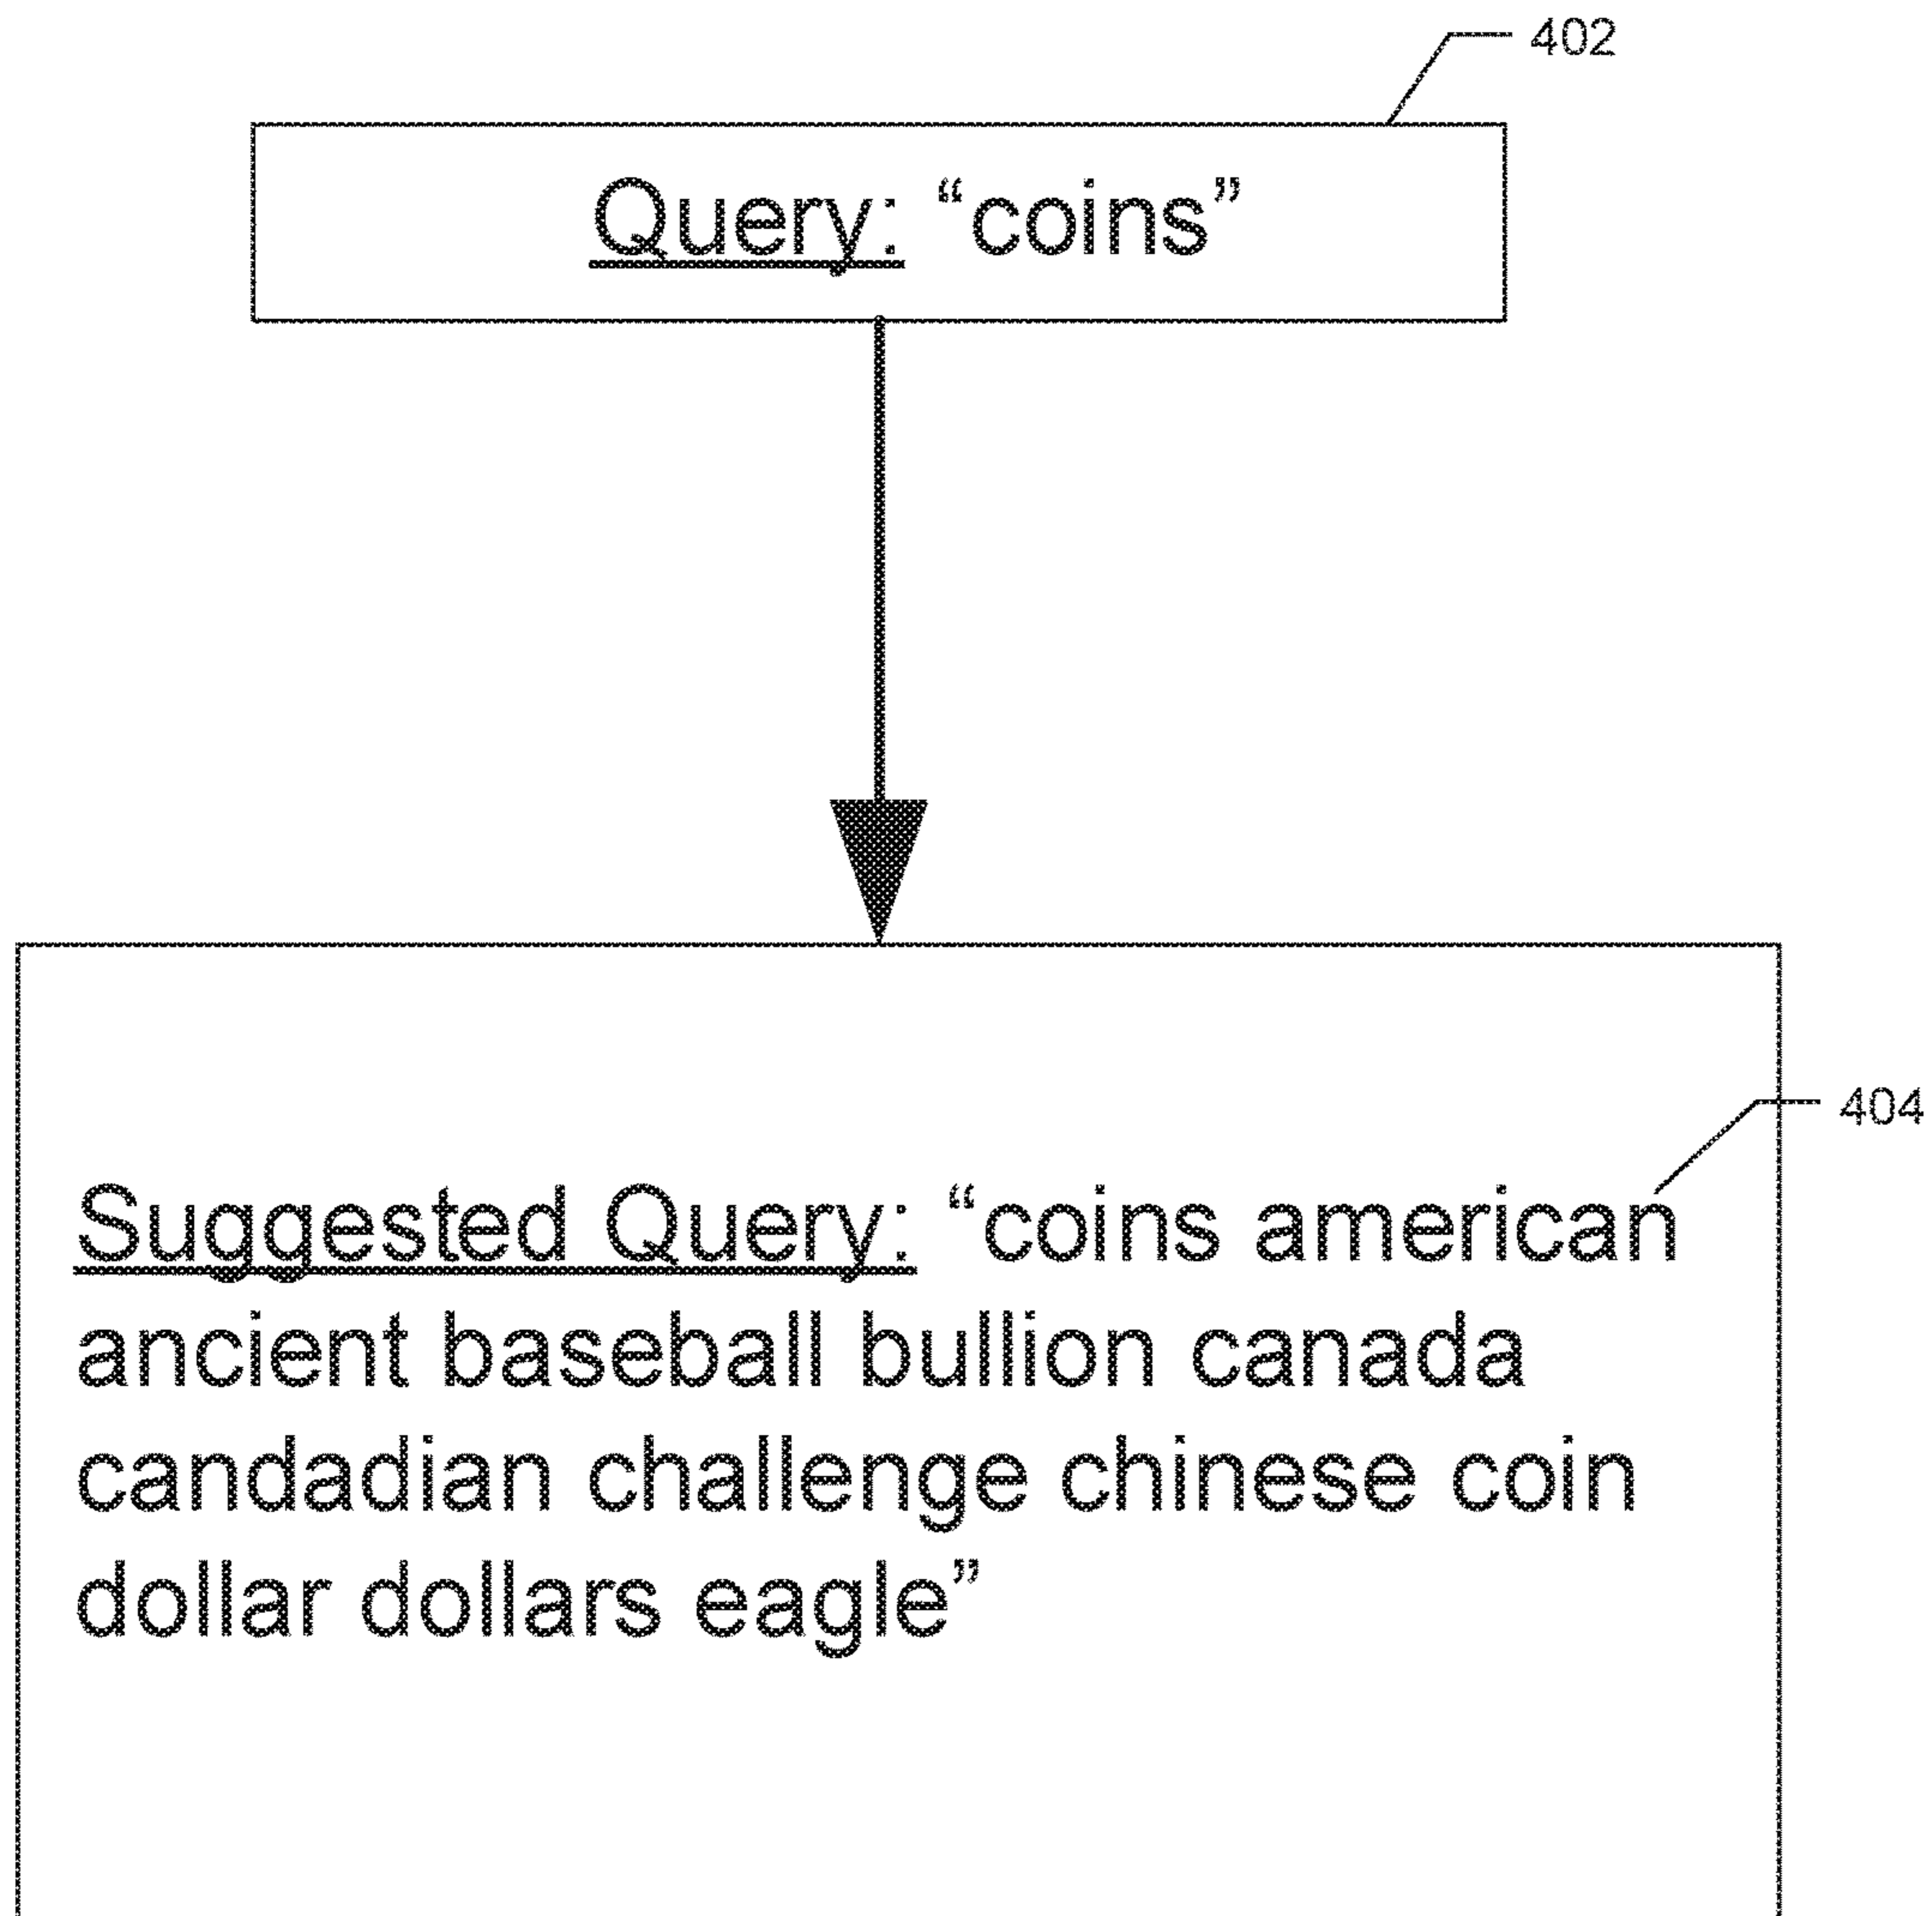 402
Query: “coins”
404
Suggested Query: “coins american
ancient baseball bullion canada
candadian challenge chinese coin
dollar dollars eagle”